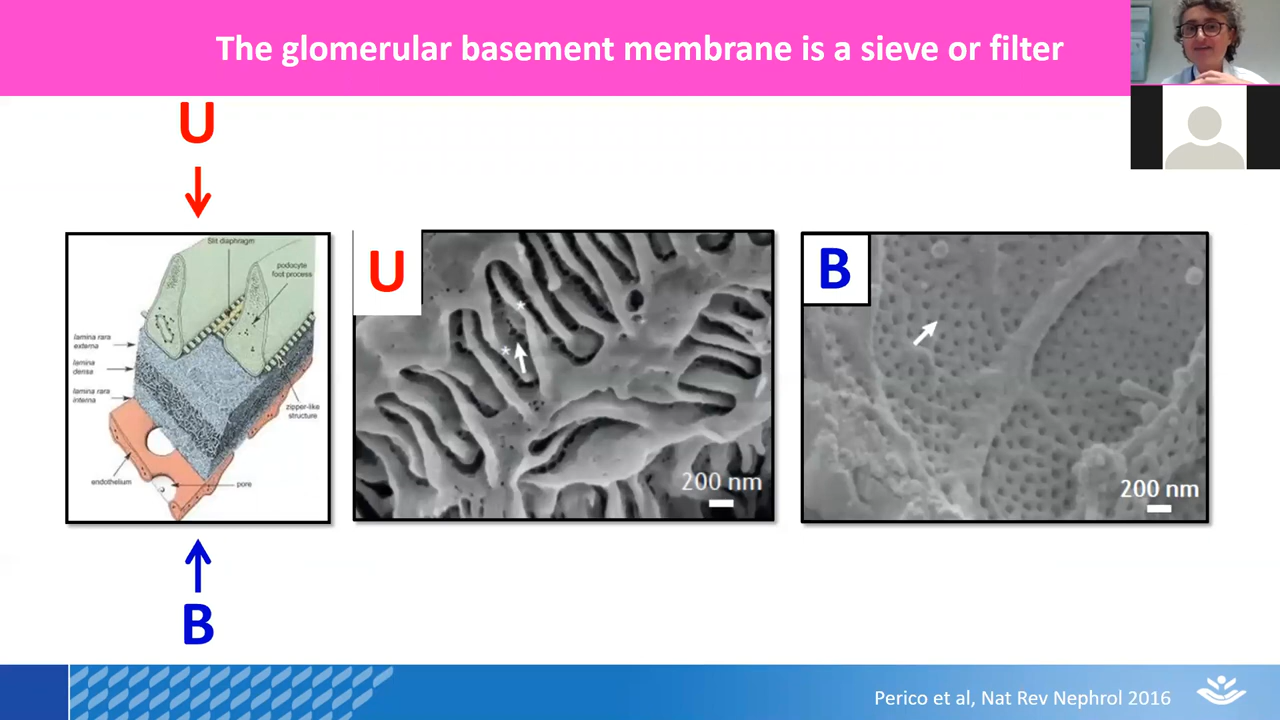 The glomerular basement membrane is a sieve or filter
U
Slit diaphragm
podocyte
foot process
lamina rara
externa
lamina
densa
lamina rara
interna
zipper-like
structure
endothelium
pore
U
*
*
200 nm
B
200 nm
B
Perico et al, Nat Rev Nephrol 2016